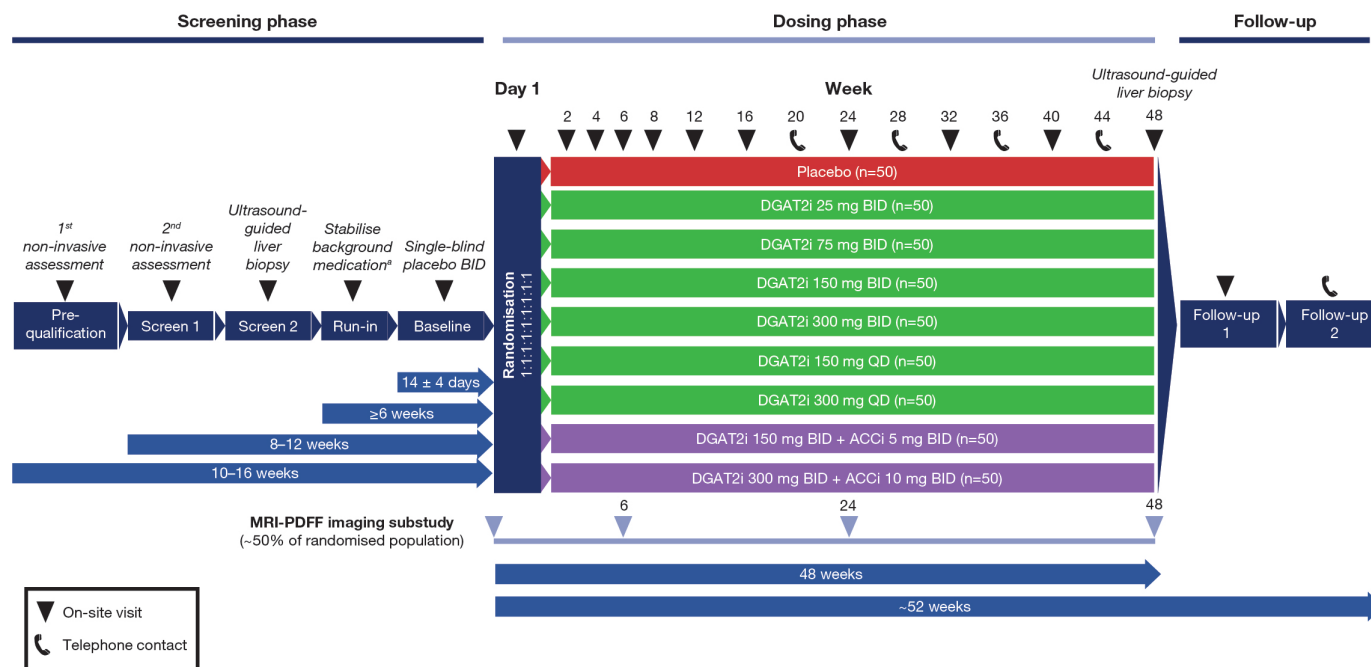 Screening phase
Dosing phase
Follow-up
Day 1
Week
Ultrasound-guided
liver biopsy
2 4 6 8 12 16 20 24 28 32 36 40 44 48
1st
non-invasive
assessment
2nd
non-invasive
assessment
Ultrasound-
guided
liver
biopsy
Stabilise
background
medicationa
Single-blind
placebo BID
Pre-
qualification
Screen 1
Screen 2
Run-in
Baseline
Randomisation
1:1:1:1:1:1:1:1:1
Placebo (n=50)
DGAT2i 25 mg BID (n=50)
DGAT2i 75 mg BID (n=50)
DGAT2i 150 mg BID (n=50)
DGAT2i 300 mg BID (n=50)
DGAT2i 150 mg QD (n=50)
DGAT2i 300 mg QD (n=50)
DGAT2i 150 mg BID + ACCi 5 mg BID (n=50)
DGAT2i 300 mg BID + ACCi 10 mg BID (n=50)
Follow-up
1
Follow-up
2
14 ± 4 days
≥6 weeks
8–12 weeks
10–16 weeks
MRI-PDFF imaging substudy
(~50% of randomised population)
6 24 48
48 weeks
~52 weeks
On-site visit
Telephone contact